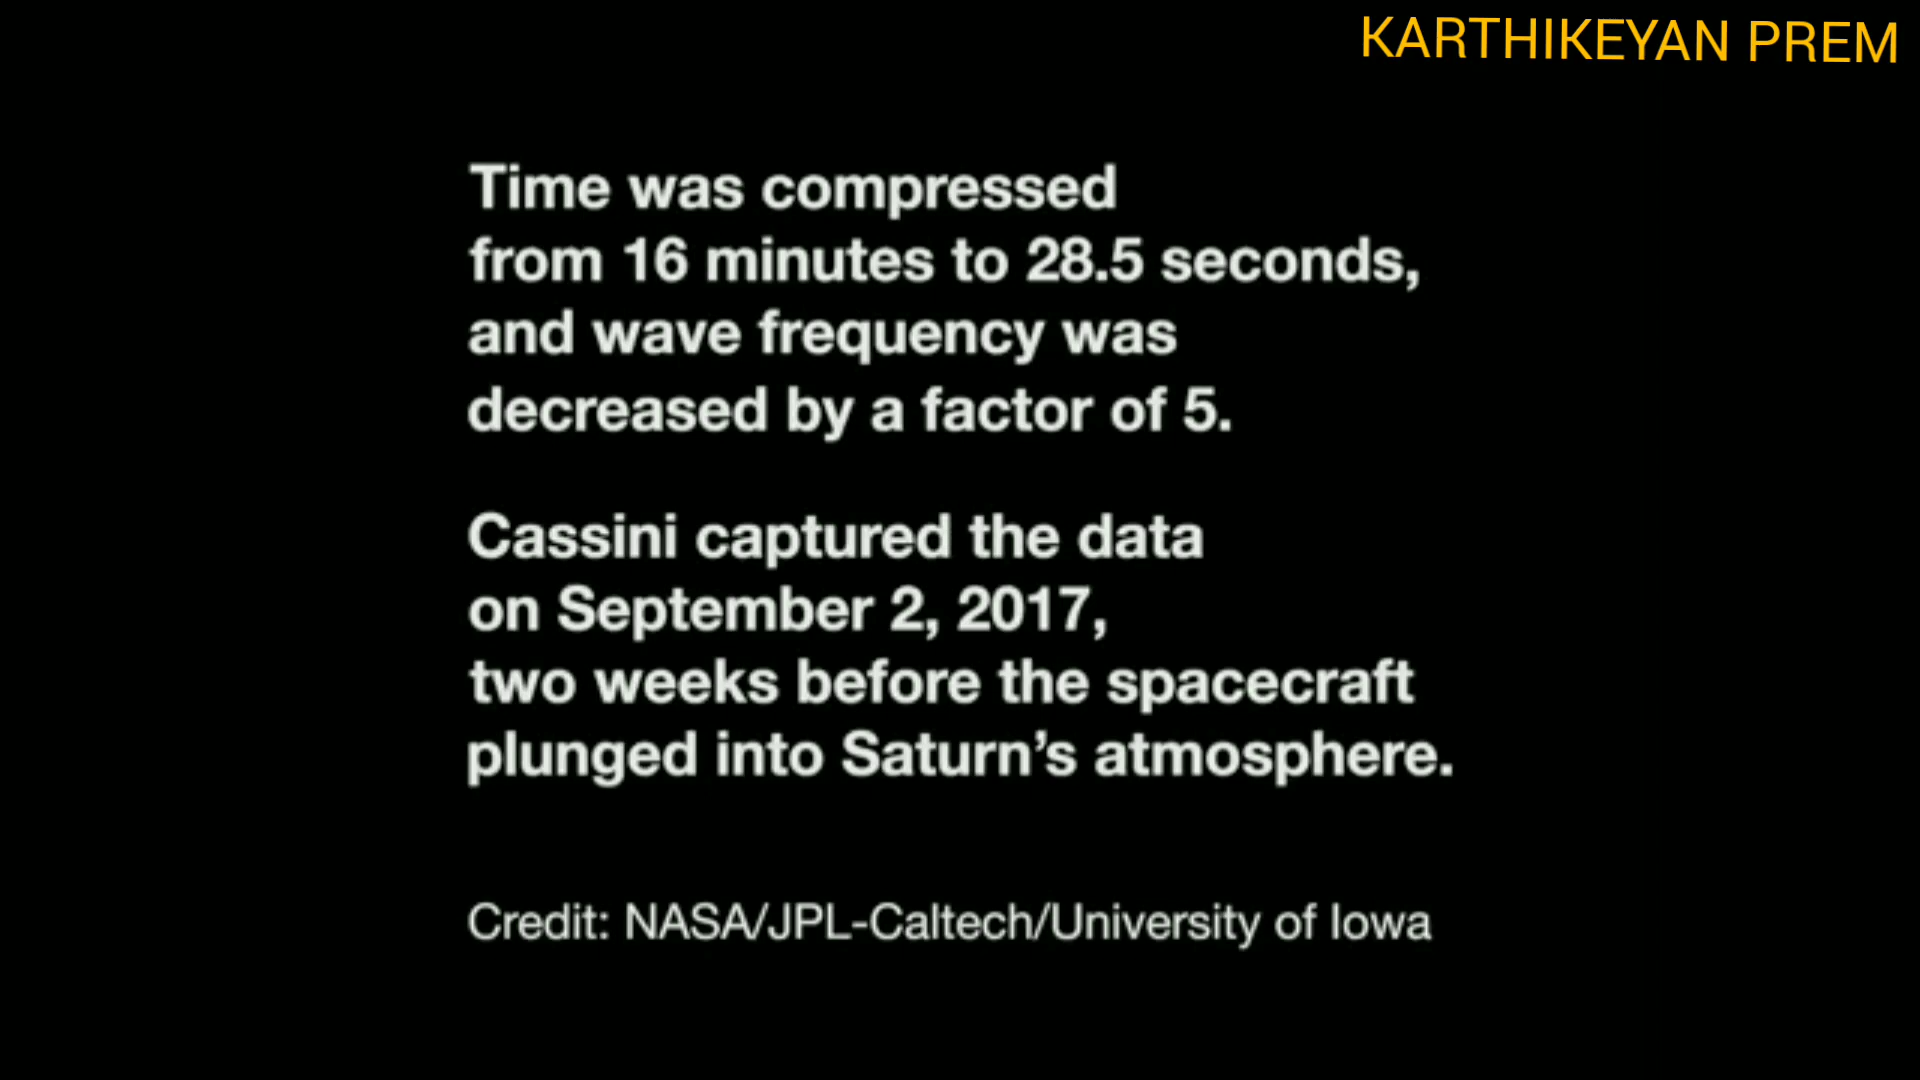 KARTHIKEYAN PREM
Time was compressed
from 16 minutes to 28.5 seconds,
and wave frequency was
decreased by a factor of 5.
Cassini captured the data
on September 2, 2017,
two weeks before the spacecraft
plunged into Saturn’s atmosphere.
Credit: NASA/JPL-Caltech/University of Iowa